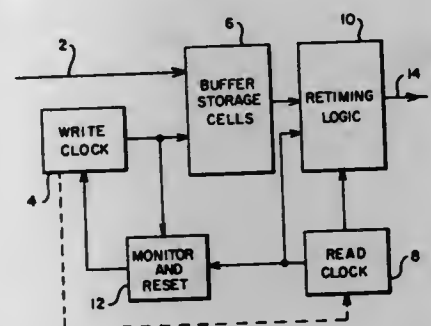 2
6
10
14
BUFFER
STORAGE
CELLS
RETIMING
LOGIC
WRITE
CLOCK
4
MONITOR
AND
RESET
12
READ
CLOCK
8